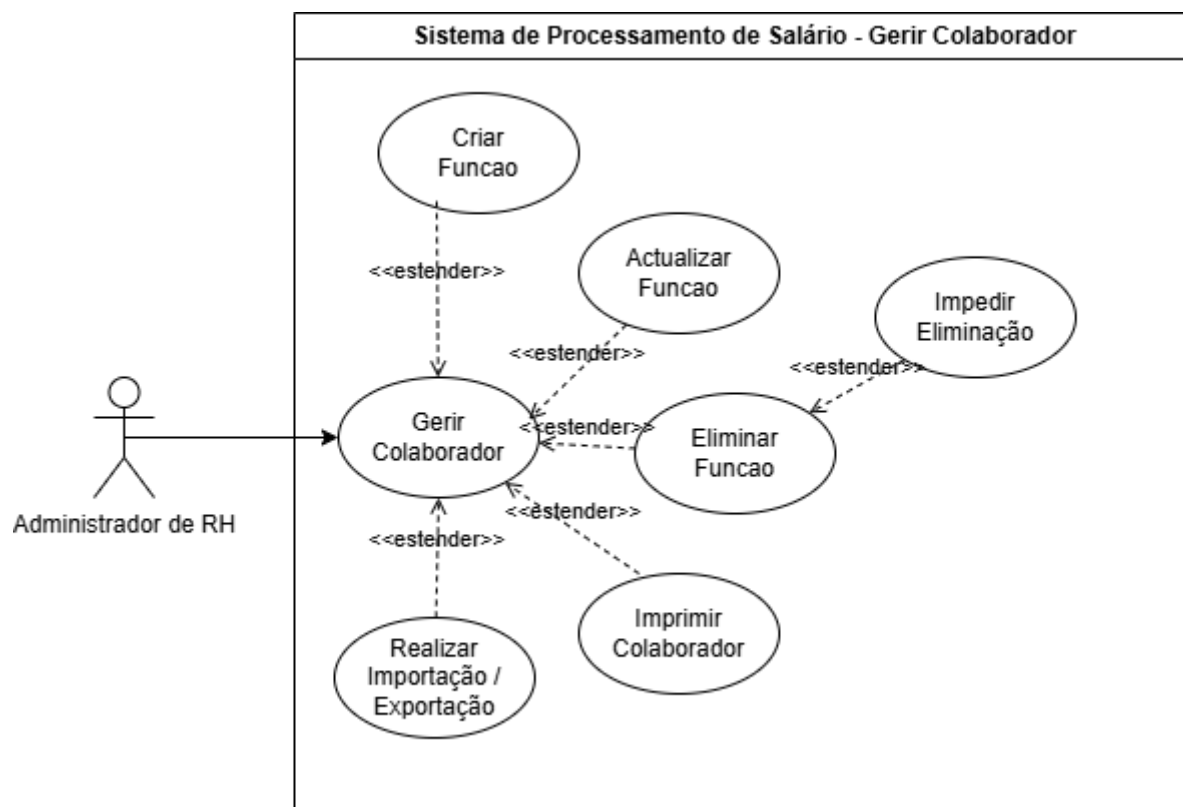 Sistema de Processamento de Salário - Gerir Colaborador
Criar
Funcao
<<estender>>
Actualizar
Funcao
<<estender>>
Impedir
Eliminação
<<estender>>
Gerir
Colaborador
<<estender>>
Eliminar
Funcao
Administrador de RH
<<estender>>
<<estender>>
Imprimir
Colaborador
Realizar
Importação /
Exportação